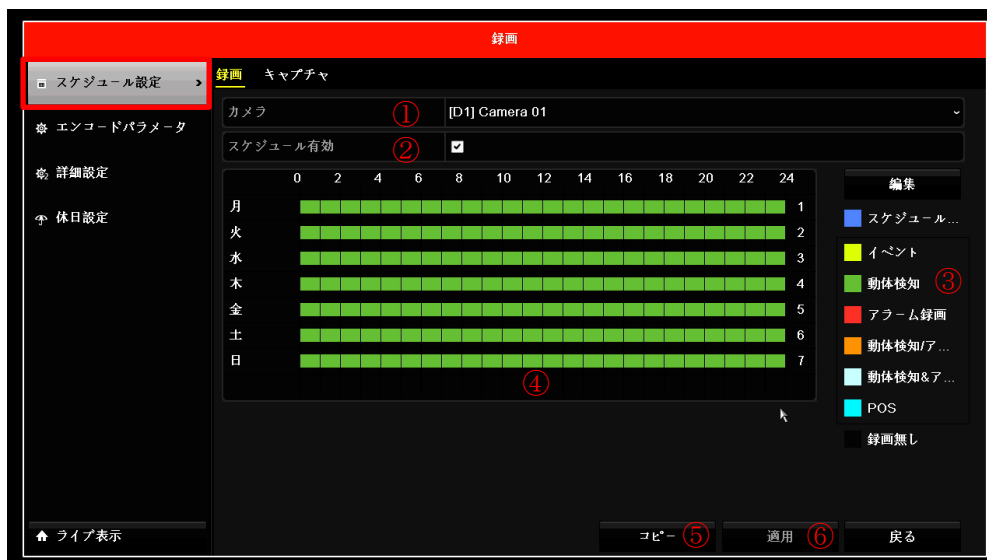 録画
スケジュール設定 >
エンコードパラメータ
詳細設定
休日設定
ライブ表示
録画 キャプチャ
カメラ ① [D1] Camera 01
スケジュール有効 ②
0 2 4 6 8 10 12 14 16 18 20 22 24
月 1
火 2
水 3
木 4
金 5
土 6
日 7
④
編集
スケジュール...
イベント
動体検知 ③
アラーム録画
動体検知/ア...
動体検知&ア...
POS
録画無し
コピー ⑤
適用 ⑥
戻る